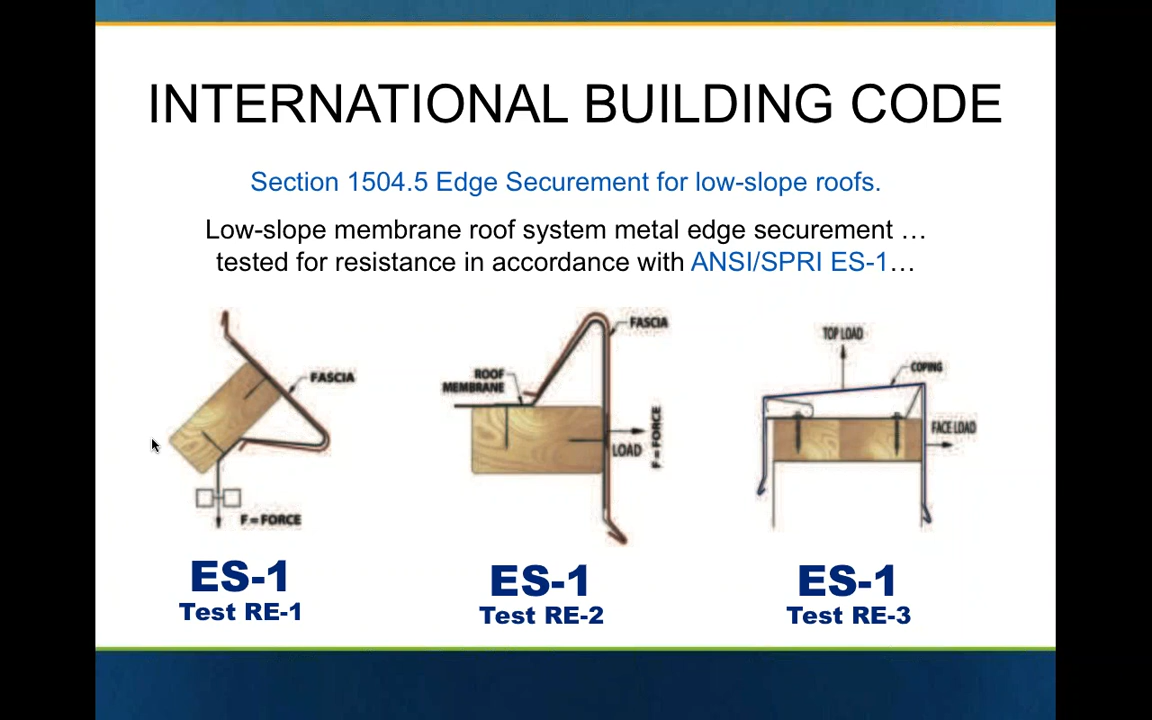 INTERNATIONAL BUILDING CODE
Section 1504.5 Edge Securement for low-slope roofs.
Low-slope membrane roof system metal edge securement …
tested for resistance in accordance with ANSI/SPRI ES-1…
FASCIA
F = FORCE
ES-1
Test RE-1
FASCIA
ROOF
MEMBRANE
LOAD
F = FORCE
ES-1
Test RE-2
TOP LOAD
COPING
FACE LOAD
ES-1
Test RE-3